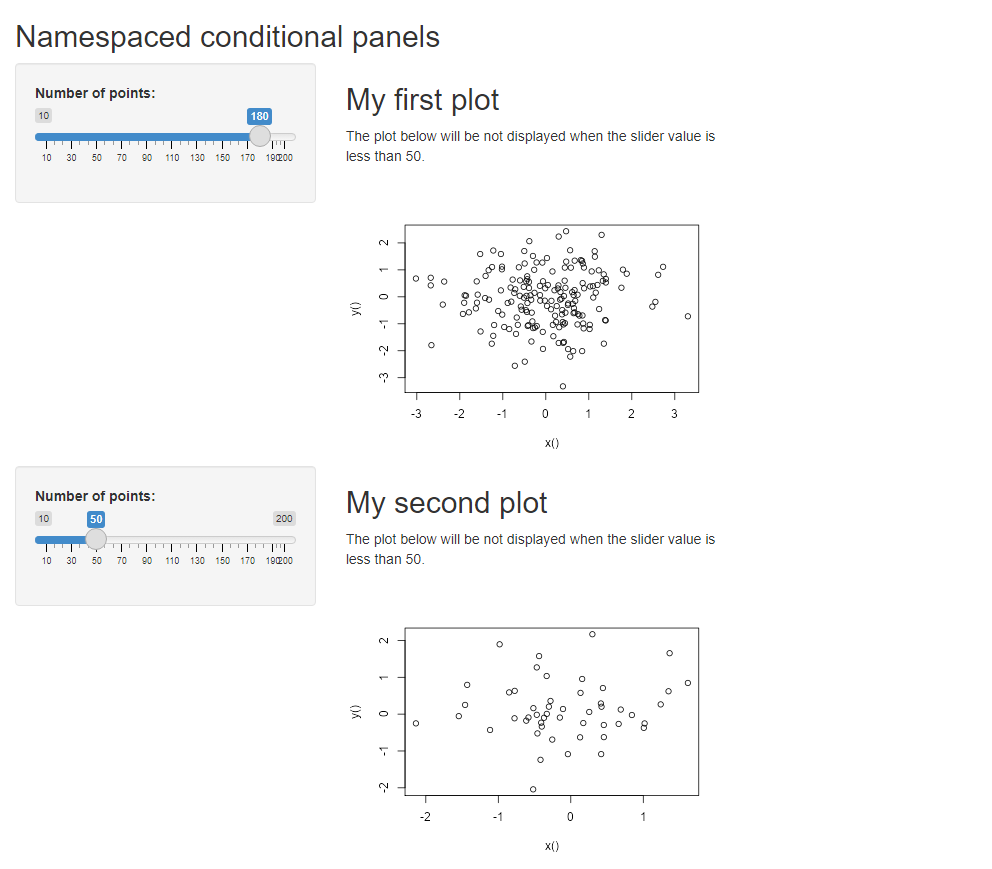 Namespaced conditional panels
Number of points:
10 180
10 30 50 70 90 110 130 150 170 190 200
My first plot
The plot below will be not displayed when the slider value is
less than 50.
y()
2
1
0
-1
-2
-3
-3 -2 -1 0 1 2 3
x()
Number of points:
10 50 200
10 30 50 70 90 110 130 150 170 190 200
My second plot
The plot below will be not displayed when the slider value is
less than 50.
y()
2
1
0
-1
-2
-2 -1 0 1
x()